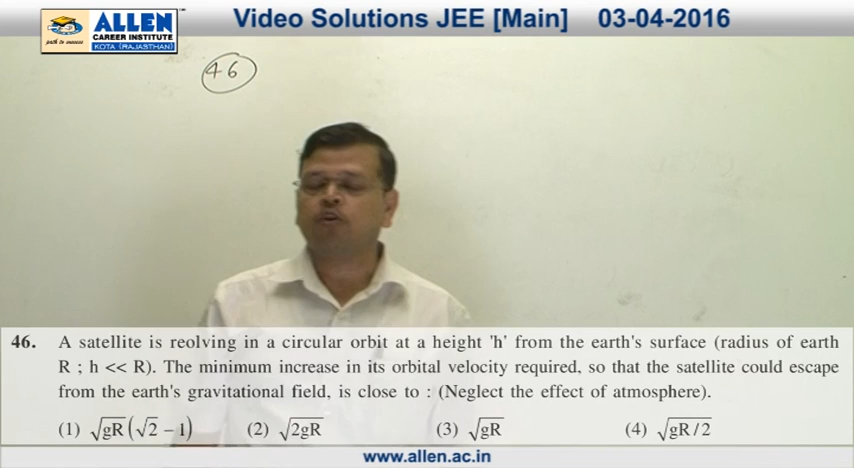 Video Solutions JEE [Main] 03-04-2016
path to success
ALLEN
CAREER INSTITUTE
KOTA (RAJASTHAN)
46
46. A satellite is reolving in a circular orbit at a height 'h' from the earth's surface (radius of earth
R ; h << R). The minimum increase in its orbital velocity required, so that the satellite could escape
from the earth's gravitational field, is close to : (Neglect the effect of atmosphere).
(1) √gR(√2 – 1) (2) √2gR (3) √gR (4) √gR / 2
www.allen.ac.in